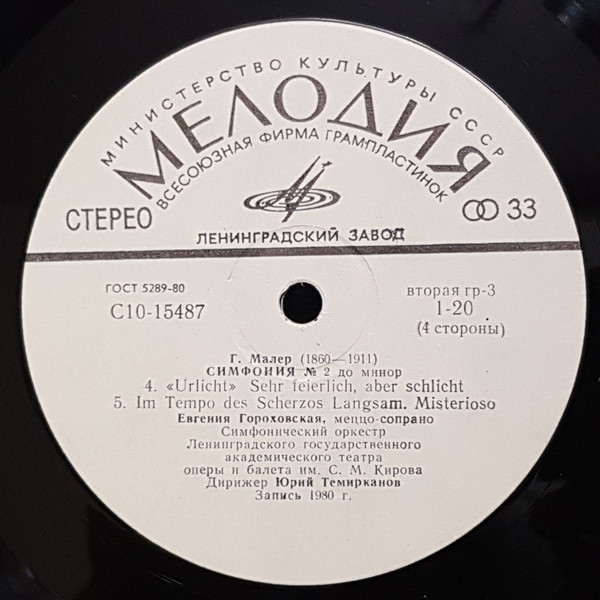 МИНИСТЕРСТВО КУЛЬТУРЫ СССР
МЕЛОДИЯ
ВСЕСОЮЗНАЯ ФИРМА ГРАМПЛАСТИНОК
СТЕРЕО
33
ЛЕНИНГРАДСКИЙ ЗАВОД
ГОСТ 5289-80
С10-15487
вторая гр-3
1-20
(4 стороны)
Г. Малер (1860—1911)
СИМФОНИЯ № 2 до минор
4. «Urlicht» Sehr feierlich, aber schlicht
5. Im Tempo des Scherzos Langsam. Misterioso
Евгения Гороховская, меццо-сопрано
Симфонический оркестр
Ленинградского государственного
академического театра
оперы и балета им. С. М. Кирова
Дирижер Юрий Темирканов
Запись 1980 г.